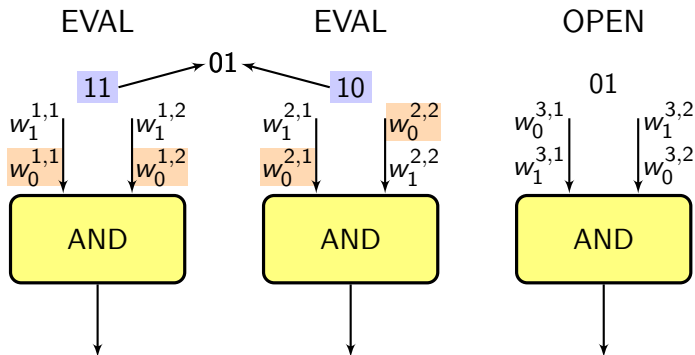 EVAL EVAL OPEN
01
11 10 01
w_1^{1,1} w_1^{1,2} w_1^{2,1} w_0^{2,2} w_0^{3,1} w_1^{3,2}
w_0^{1,1} w_0^{1,2} w_0^{2,1} w_1^{2,2} w_1^{3,1} w_0^{3,2}
AND AND AND